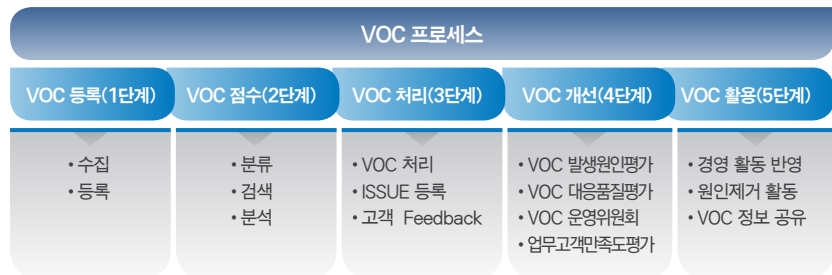 VOC 프로세스
VOC 등록(1단계)
VOC 점수(2단계)
VOC 처리(3단계)
VOC 개선(4단계)
VOC 활용(5단계)
• 수집
• 등록
• 분류
• 검색
• 분석
• VOC 처리
• ISSUE 등록
• 고객 Feedback
• VOC 발생원인평가
• VOC 대응품질평가
• VOC 운영위원회
• 업무고객만족도평가
• 경영 활동 반영
• 원인제거 활동
• VOC 정보 공유